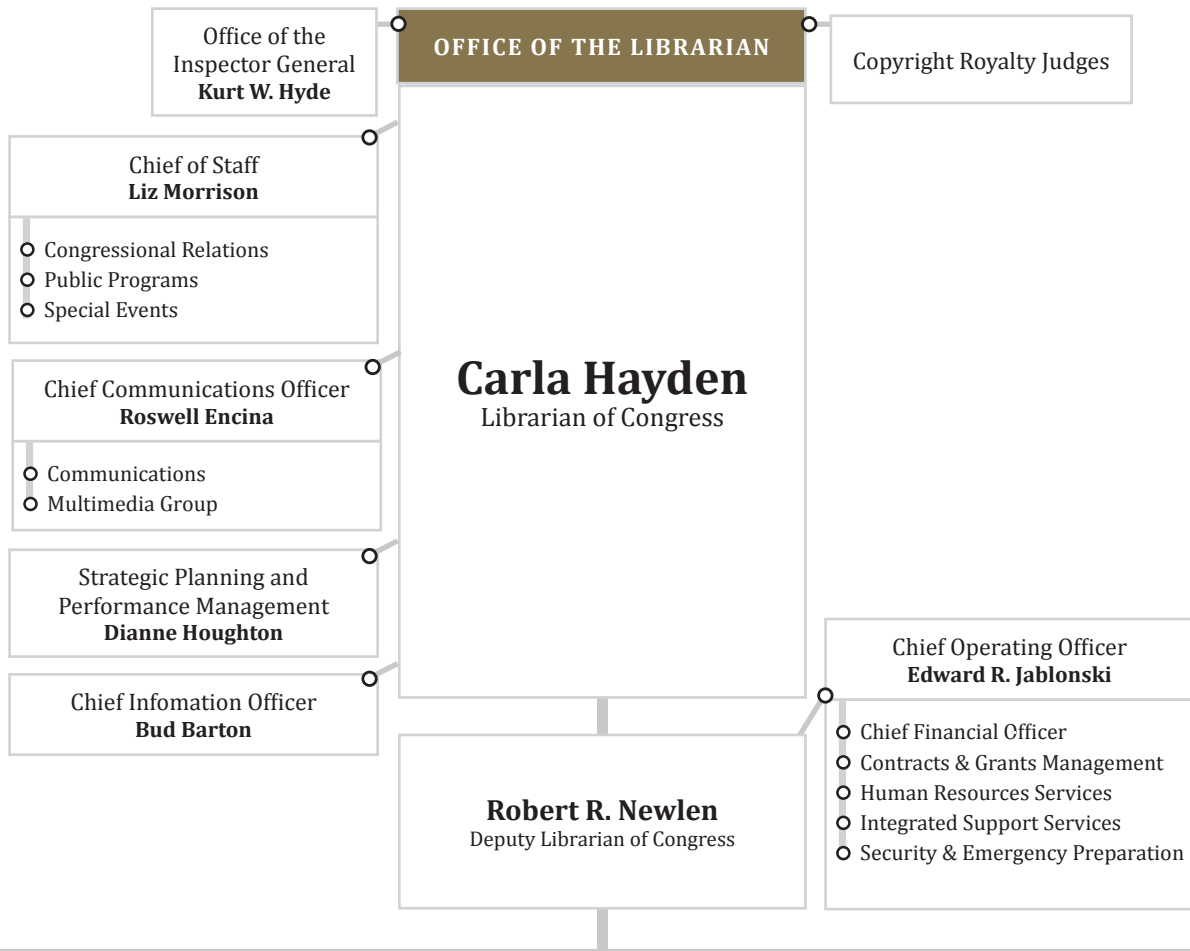 Office of the
Inspector General
Kurt W. Hyde
OFFICE OF THE LIBRARIAN
Copyright Royalty Judges
Chief of Staff
Liz Morrison
Congressional Relations
Public Programs
Special Events
Chief Communications Officer
Roswell Encina
Communications
Multimedia Group
Strategic Planning and
Performance Management
Dianne Houghton
Chief Infomation Officer
Bud Barton
Carla Hayden
Librarian of Congress
Robert R. Newlen
Deputy Librarian of Congress
Chief Operating Officer
Edward R. Jablonski
Chief Financial Officer
Contracts & Grants Management
Human Resources Services
Integrated Support Services
Security & Emergency Preparation